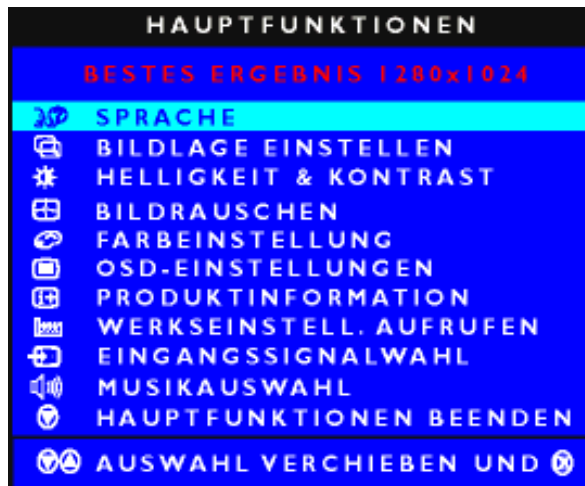 HAUPTFUNKTIONEN
BESTES ERGEBNIS 1280x1024
SPRACHE
BILDLAGE EINSTELLEN
HELLIGKEIT & KONTRAST
BILDRAUSCHEN
FARBEINSTELLUNG
OSD-EINSTELLUNGEN
PRODUKTINFORMATION
WERKSEINSTELL. AUFRUFEN
EINGANGSSIGNALWAHL
MUSIKAUSWAHL
HAUPTFUNKTIONEN BEENDEN
AUSWAHL VERCHIEBEN UND